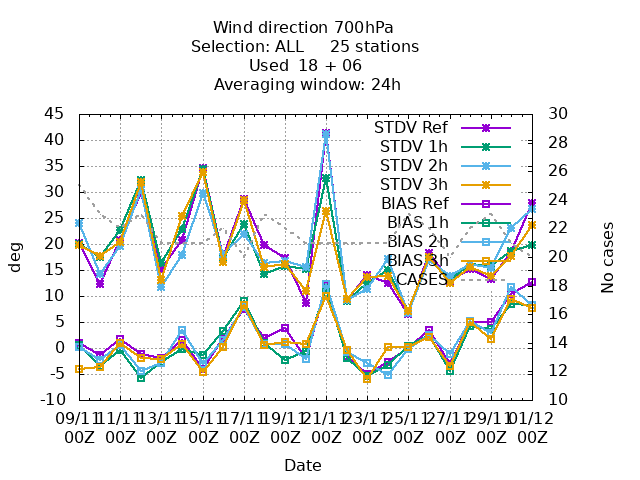 Wind direction 700hPa
Selection: ALL 25 stations
Used 18 + 06
Averaging window: 24h
45 30
40 28
35 26
30 24
25 22
20 20
15 18
10 16
5 14
0 12
-5 10
-10
deg
No cases
STDV Ref
STDV 1h
STDV 2h
STDV 3h
BIAS Ref
BIAS 1h
BIAS 2h
BIAS 3h
CASES
09/11 11/11 13/11 15/11 17/11 19/11 21/11 23/11 25/11 27/11 29/11 01/12
00Z 00Z 00Z 00Z 00Z 00Z 00Z 00Z 00Z 00Z 00Z 00Z
Date